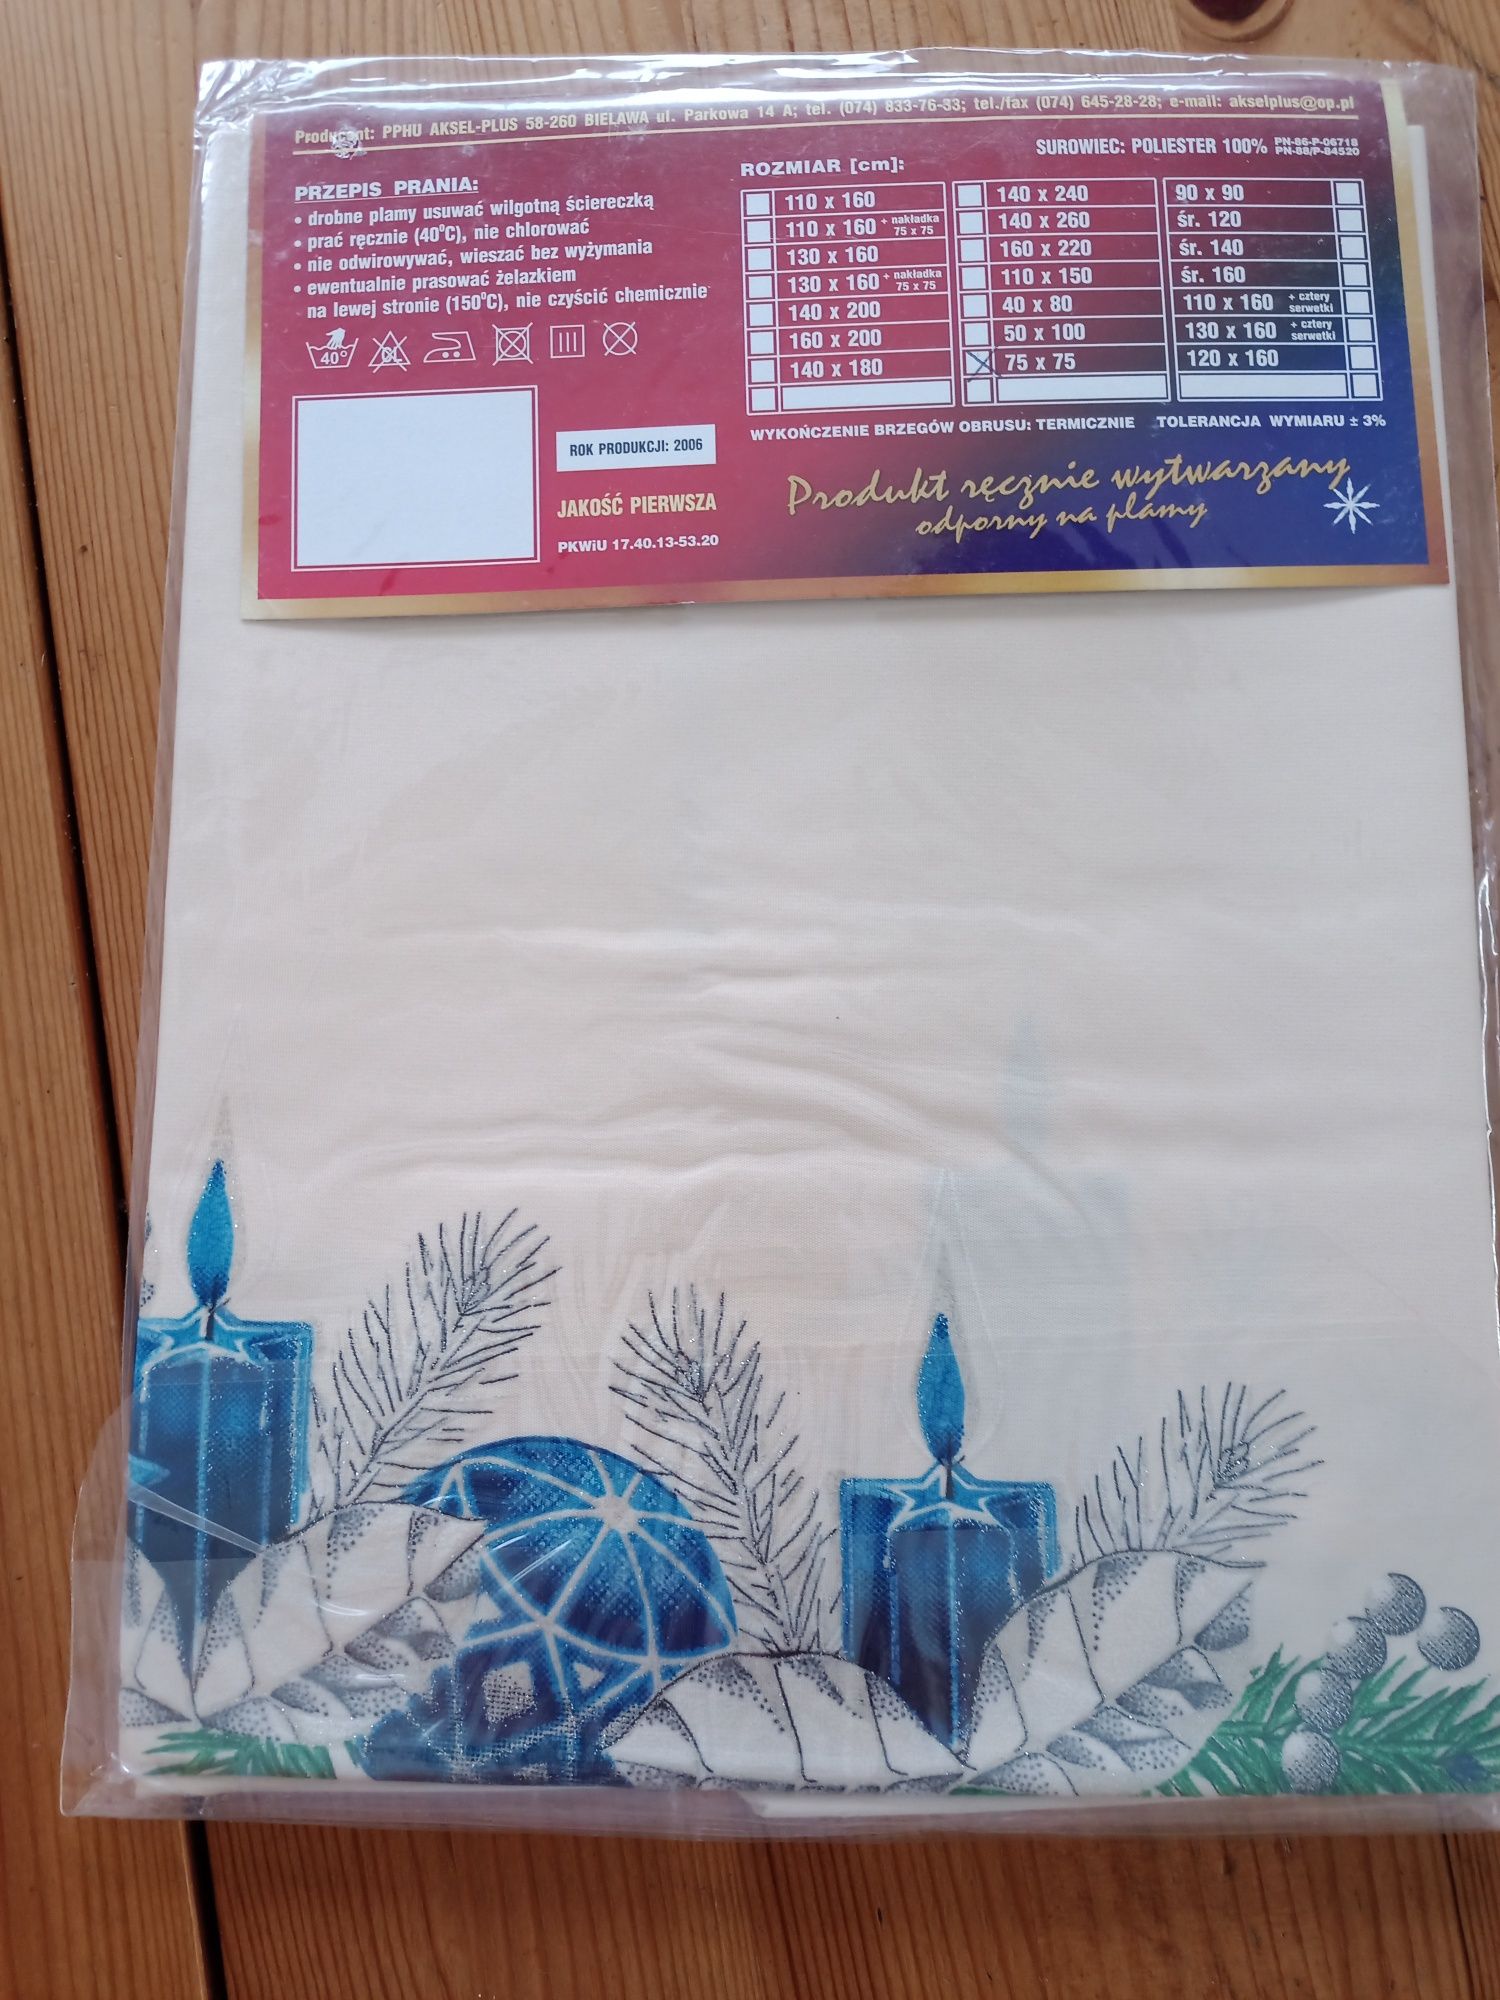 Producent: PPHU AKSEL-PLUS 58-260 BIELAWA ul. Parkowa 14 A; tel. (074) 833-76-33; tel./fax (074) 645-28-28; e-mail: akselplus@op.pl
SUROWIEC: POLIESTER 100% PN-86-P-06718
PN-88/P-84520
PRZEPIS PRANIA:
• drobne plamy usuwać wilgotną ściereczką
• prać ręcznie (40°C), nie chlorować
• nie odwirowywać, wieszać bez wyżymania
• ewentualnie prasować żelazkiem
na lewej stronie (150°C), nie czyścić chemicznie
40°
CL
ROK PRODUKCJI: 2006
JAKOŚĆ PIERWSZA
PKWiU 17.40.13-53.20
ROZMIAR [cm]:
110 x 160
110 x 160 + nakładka 75 x 75
130 x 160
130 x 160 + nakładka 75 x 75
140 x 200
160 x 200
140 x 180
140 x 240
140 x 260
160 x 220
110 x 150
40 x 80
50 x 100
75 x 75
90 x 90
śr. 120
śr. 140
śr. 160
110 x 160 + cztery serwetki
130 x 160 + cztery serwetki
120 x 160
WYKOŃCZENIE BRZEGÓW OBRUSU: TERMICZNIE TOLERANCJA WYMIARU ± 3%
Produkt ręcznie wytwarzany
odporny na plamy